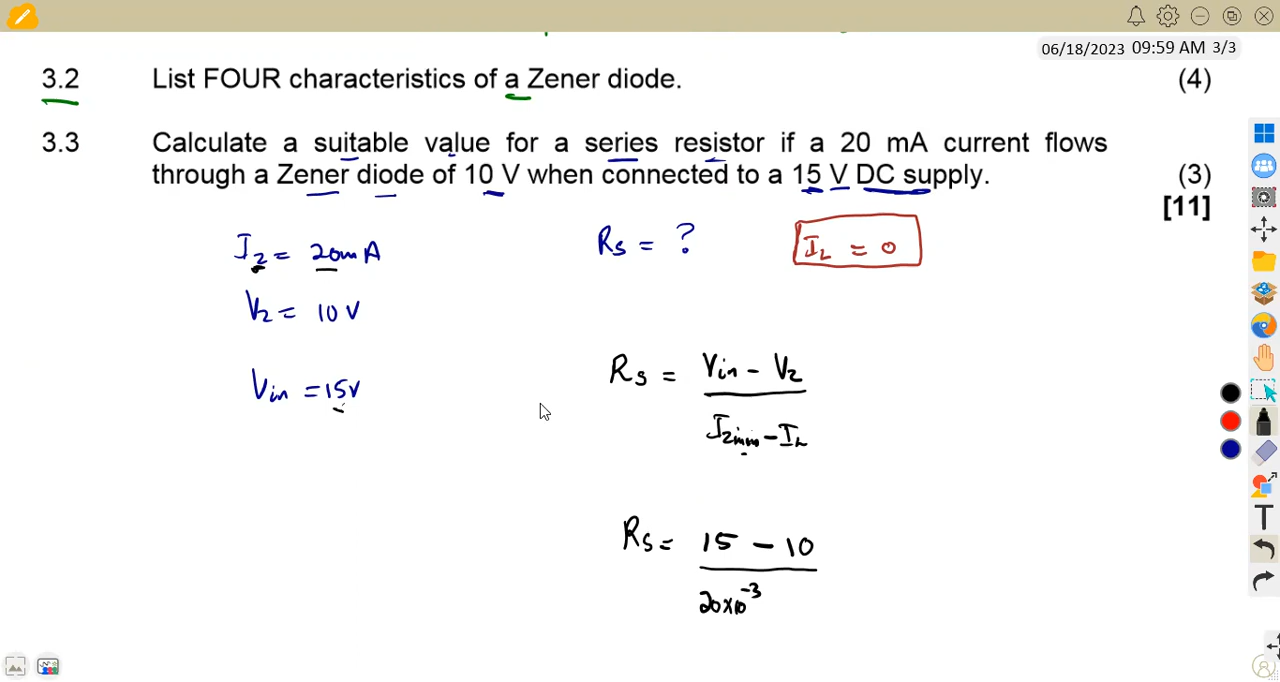 06/18/2023 09:59 AM 3/3
3.2 List FOUR characteristics of a Zener diode. (4)
3.3 Calculate a suitable value for a series resistor if a 20 mA current flows
through a Zener diode of 10 V when connected to a 15 V DC supply. (3)
[11]
Iz = 20mA
Rs = ?
IL = 0
Vz = 10V
Vin = 15V
Rs = Vin - Vz
Izmin - IL
Rs = 15 - 10
20x10^-3
T